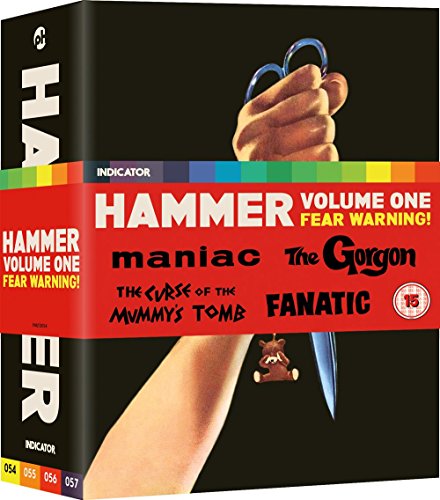 PH
HAMMER
INDICATOR
054 055 056 057
HAMMER
VOLUME ONE
FEAR WARNING!
INDICATOR
HAMMER VOLUME ONE
FEAR WARNING!
maniac The Gorgon
THE CURSE OF THE
MUMMY'S TOMB FANATIC
15